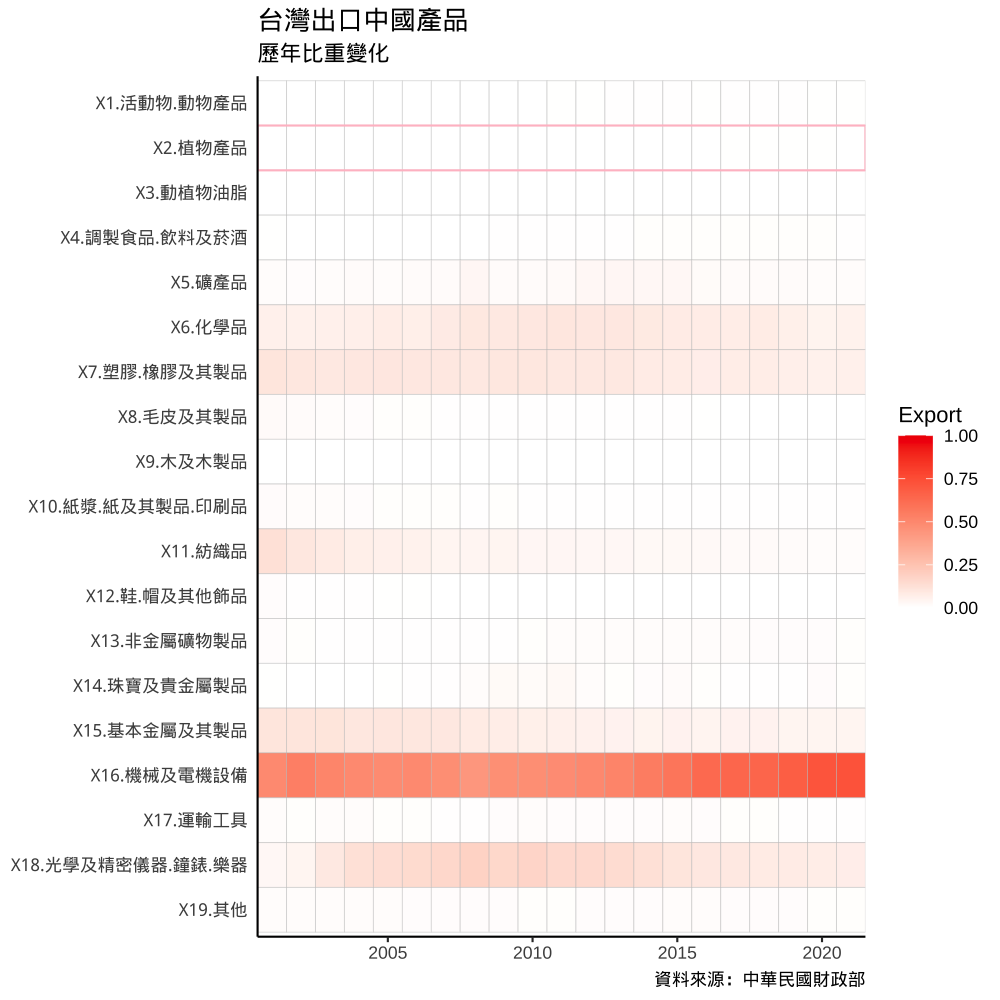 台灣出口中國產品
歷年比重變化
X1.活動物.動物產品
X2.植物產品
X3.動植物油脂
X4.調製食品.飲料及菸酒
X5.礦產品
X6.化學品
X7.塑膠.橡膠及其製品
X8.毛皮及其製品
X9.木及木製品
X10.紙漿.紙及其製品.印刷品
X11.紡織品
X12.鞋.帽及其他飾品
X13.非金屬礦物製品
X14.珠寶及貴金屬製品
X15.基本金屬及其製品
X16.機械及電機設備
X17.運輸工具
X18.光學及精密儀器.鐘錶.樂器
X19.其他
2005 2010 2015 2020
資料來源：中華民國財政部
Export
1.00
0.75
0.50
0.25
0.00